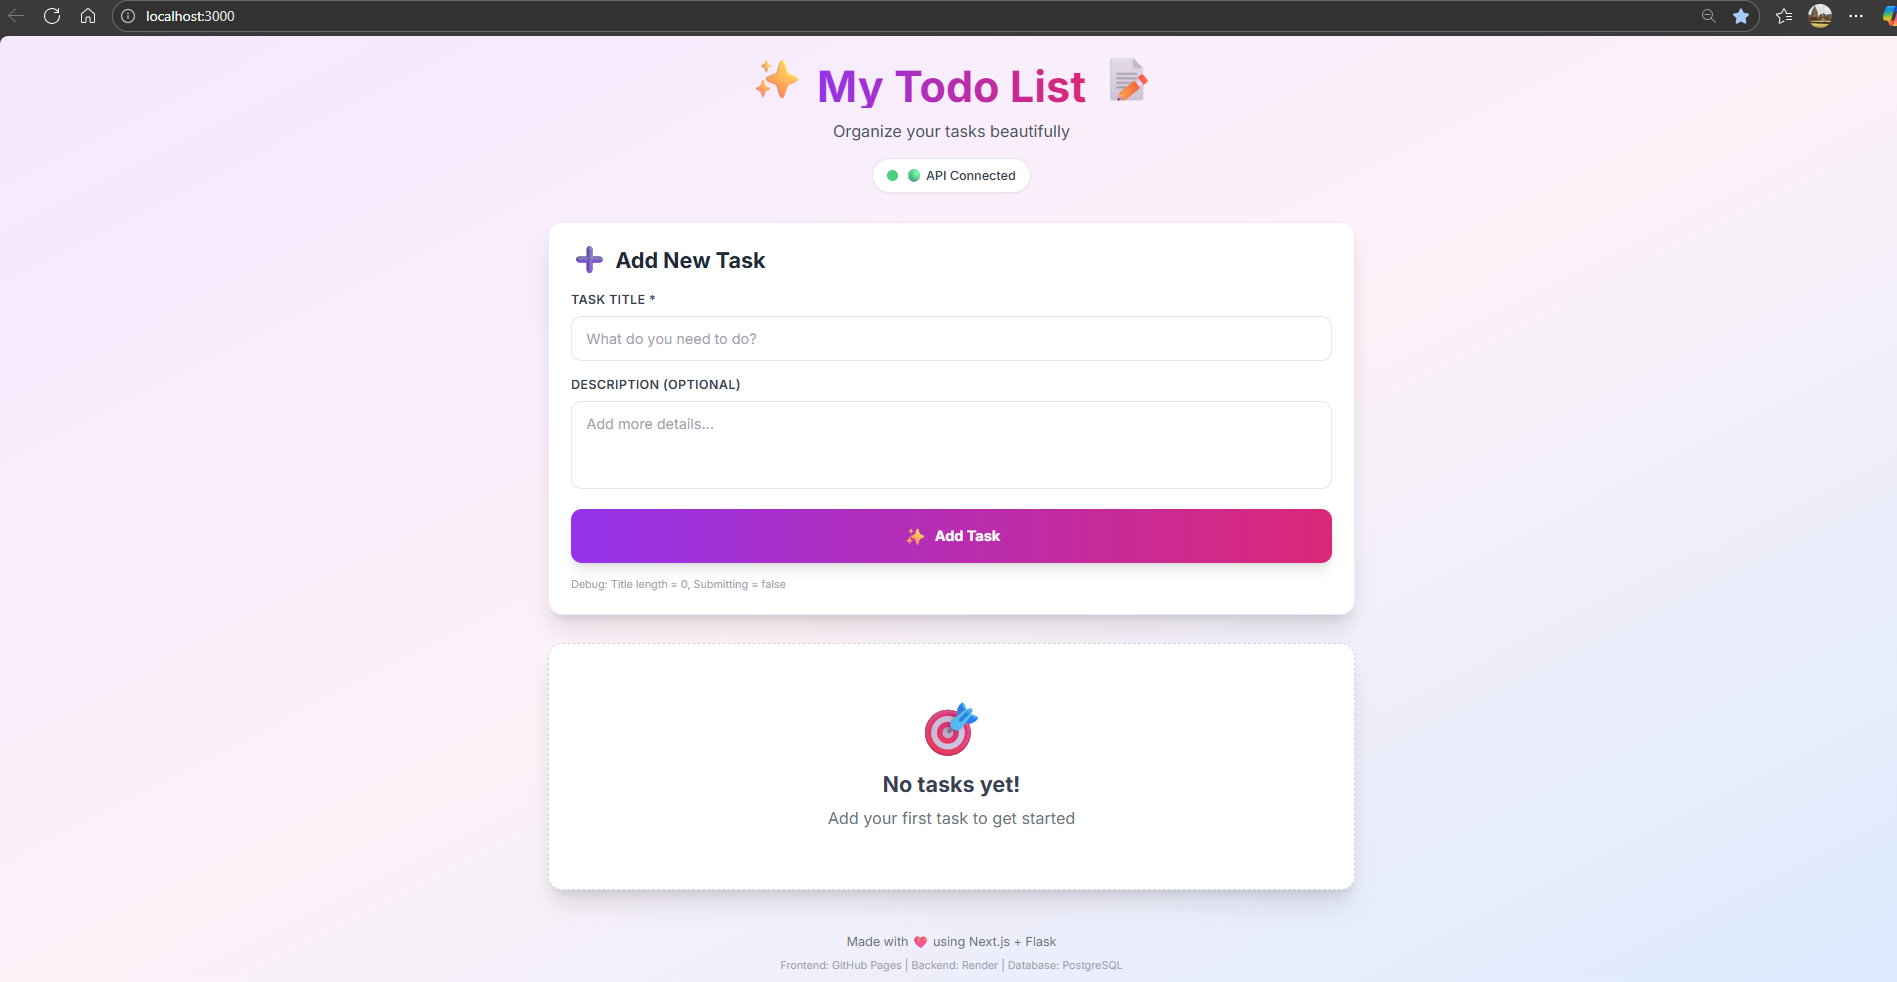 localhost:3000
My Todo List
Organize your tasks beautifully
API Connected
Add New Task
TASK TITLE *
What do you need to do?
DESCRIPTION (OPTIONAL)
Add more details...
Add Task
Debug: Title length = 0, Submitting = false
No tasks yet!
Add your first task to get started
Made with ❤️ using Next.js + Flask
Frontend: GitHub Pages | Backend: Render | Database: PostgreSQL